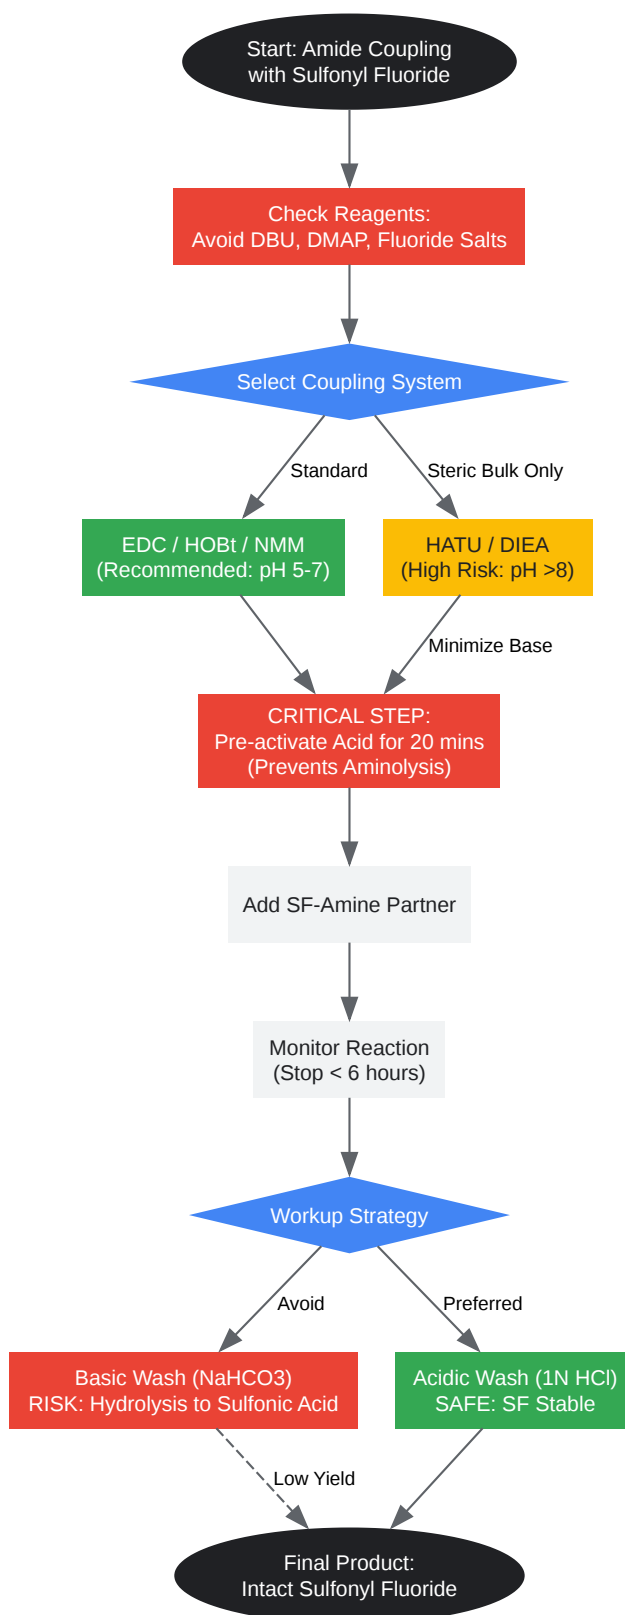 Start: Amide Coupling
with Sulfonyl Fluoride
Check Reagents:
Avoid DBU, DMAP, Fluoride Salts
Select Coupling System
Standard
Steric Bulk Only
EDC / HOBt / NMM
(Recommended: pH 5-7)
HATU / DIEA
(High Risk: pH >8)
Minimize Base
CRITICAL STEP:
Pre-activate Acid for 20 mins
(Prevents Aminolysis)
Add SF-Amine Partner
Monitor Reaction
(Stop < 6 hours)
Workup Strategy
Avoid
Preferred
Basic Wash (NaHCO3)
RISK: Hydrolysis to Sulfonic Acid
Acidic Wash (1N HCl)
SAFE: SF Stable
Low Yield
Final Product:
Intact Sulfonyl Fluoride